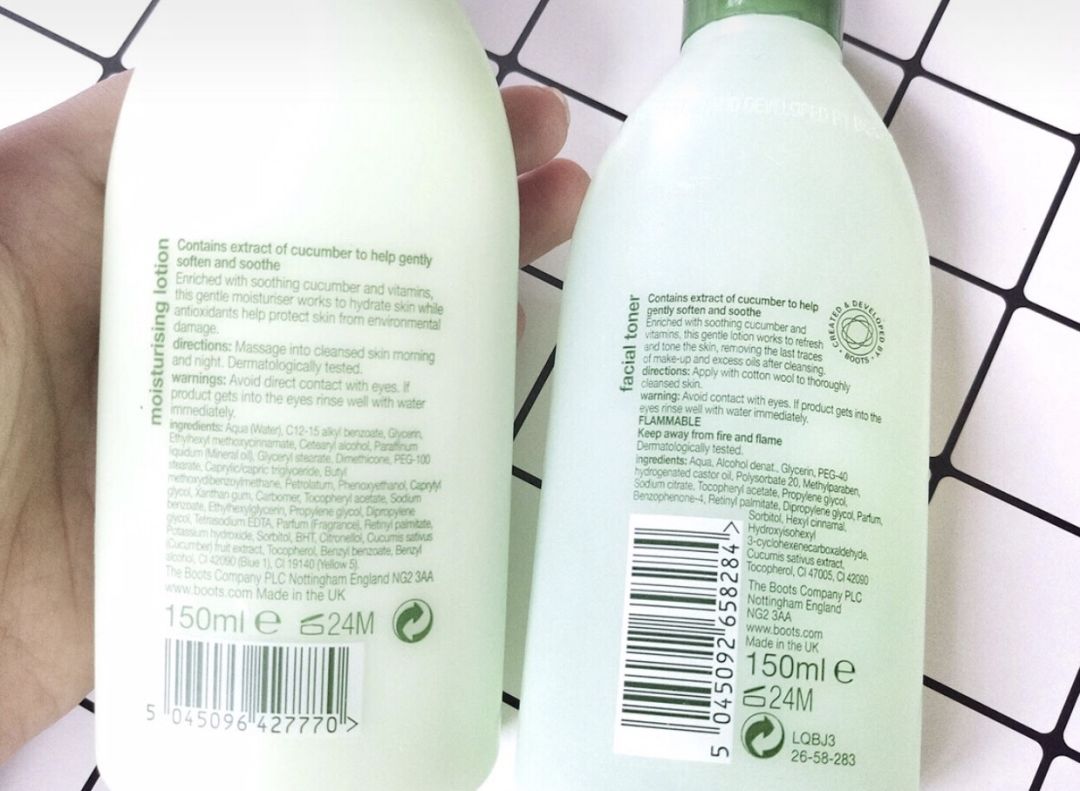 moisturising lotion
Contains extract of cucumber to help gently
soften and soothe
Enriched with soothing cucumber and vitamins,
this gentle moisturiser works to hydrate skin while
antioxidants help protect skin from environmental
damage.
directions: Massage into cleansed skin morning
and night. Dermatologically tested.
warnings: Avoid direct contact with eyes. If
product gets into the eyes rinse well with water
immediately.
ingredients: Aqua (Water), C12-15 alkyl benzoate, Glycerin,
Ethylhexyl methoxycinnamate, Cetearyl alcohol, Paraffinum
liquidum (Mineral oil), Glyceryl stearate, Dimethicone, PEG-100
stearate, Caprylic/capric triglyceride, Butyl
methoxydibenzoylmethane, Petrolatum, Phenoxyethanol, Caprylyl
glycol, Xanthan gum, Carbomer, Tocopheryl acetate, Sodium
benzoate, Ethylhexylglycerin, Propylene glycol, Dipropylene
glycol, Tetrasodium EDTA, Parfum (Fragrance), Retinyl palmitate,
Potassium hydroxide, Sorbitol, BHT, Citronellol, Cucumis sativus
(Cucumber) fruit extract, Tocopherol, Benzyl benzoate, Benzyl
alcohol, CI 42090 (Blue 1), CI 19140 (Yellow 5).
The Boots Company PLC Nottingham England NG2 3AA
www.boots.com Made in the UK
150ml e 24M
5 045096 427770 >
AND DEVELOPED BY
facial toner
Contains extract of cucumber to help
gently soften and soothe
Enriched with soothing cucumber and
vitamins, this gentle lotion works to refresh
and tone the skin, removing the last traces
of make-up and excess oils after cleansing.
directions: Apply with cotton wool to thoroughly
cleansed skin.
warning: Avoid contact with eyes. If product gets into the
eyes rinse well with water immediately.
FLAMMABLE
Keep away from fire and flame
Dermatologically tested.
ingredients: Aqua, Alcohol denat., Glycerin, PEG-40
hydrogenated castor oil, Polysorbate 20, Methylparaben,
Sodium citrate, Tocopheryl acetate, Propylene glycol,
Benzophenone-4, Retinyl palmitate, Dipropylene glycol, Parfum,
Sorbitol, Hexyl cinnamal,
Hydroxyisohexyl
3-cyclohexenecarboxaldehyde,
Cucumis sativus extract,
Tocopherol, CI 47005, CI 42090
The Boots Company PLC
Nottingham England
NG2 3AA
www.boots.com
Made in the UK
150ml e
24M
LQBJ3
26-58-283
5 045092 658284 >
CREATED & DEVELOPED BY
BOOTS